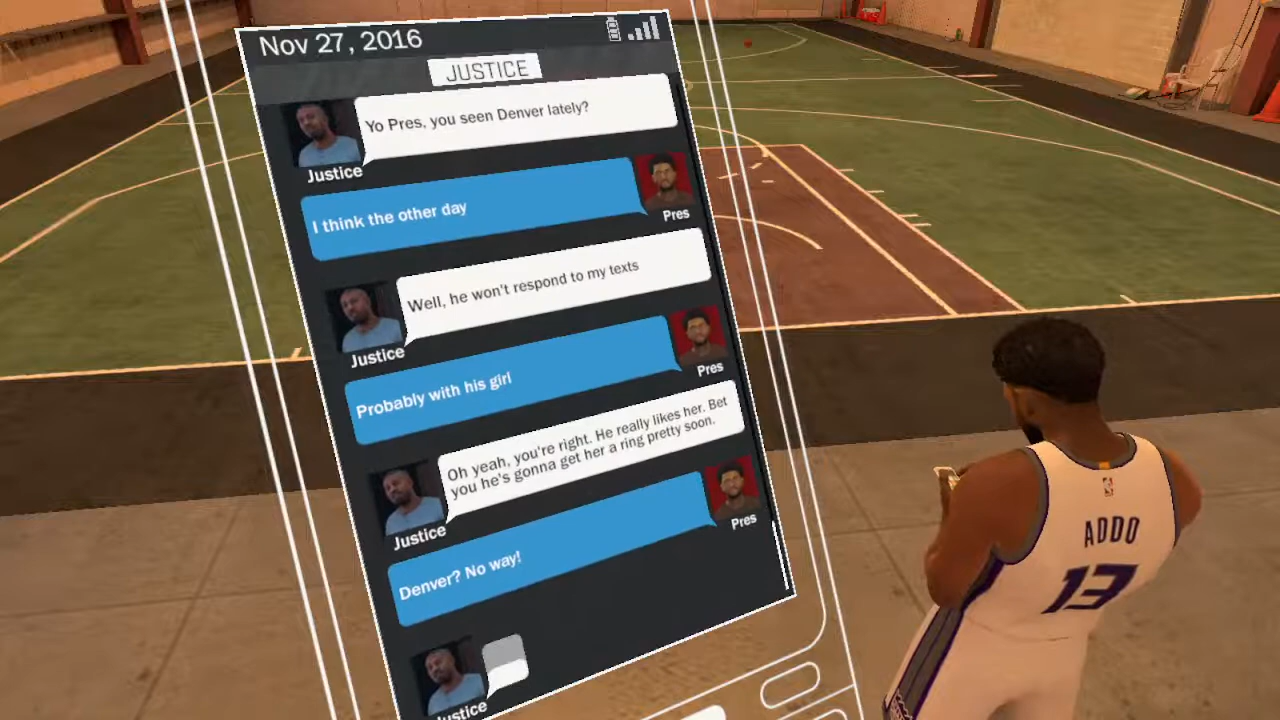 Nov 27, 2016
JUSTICE
Yo Pres, you seen Denver lately?
Justice
I think the other day
Pres
Well, he won't respond to my texts
Justice
Probably with his girl
Pres
Oh yeah, you're right. He really likes her. Bet
you he's gonna get her a ring pretty soon.
Justice
Denver? No way!
Pres
Justice
ADDO
13